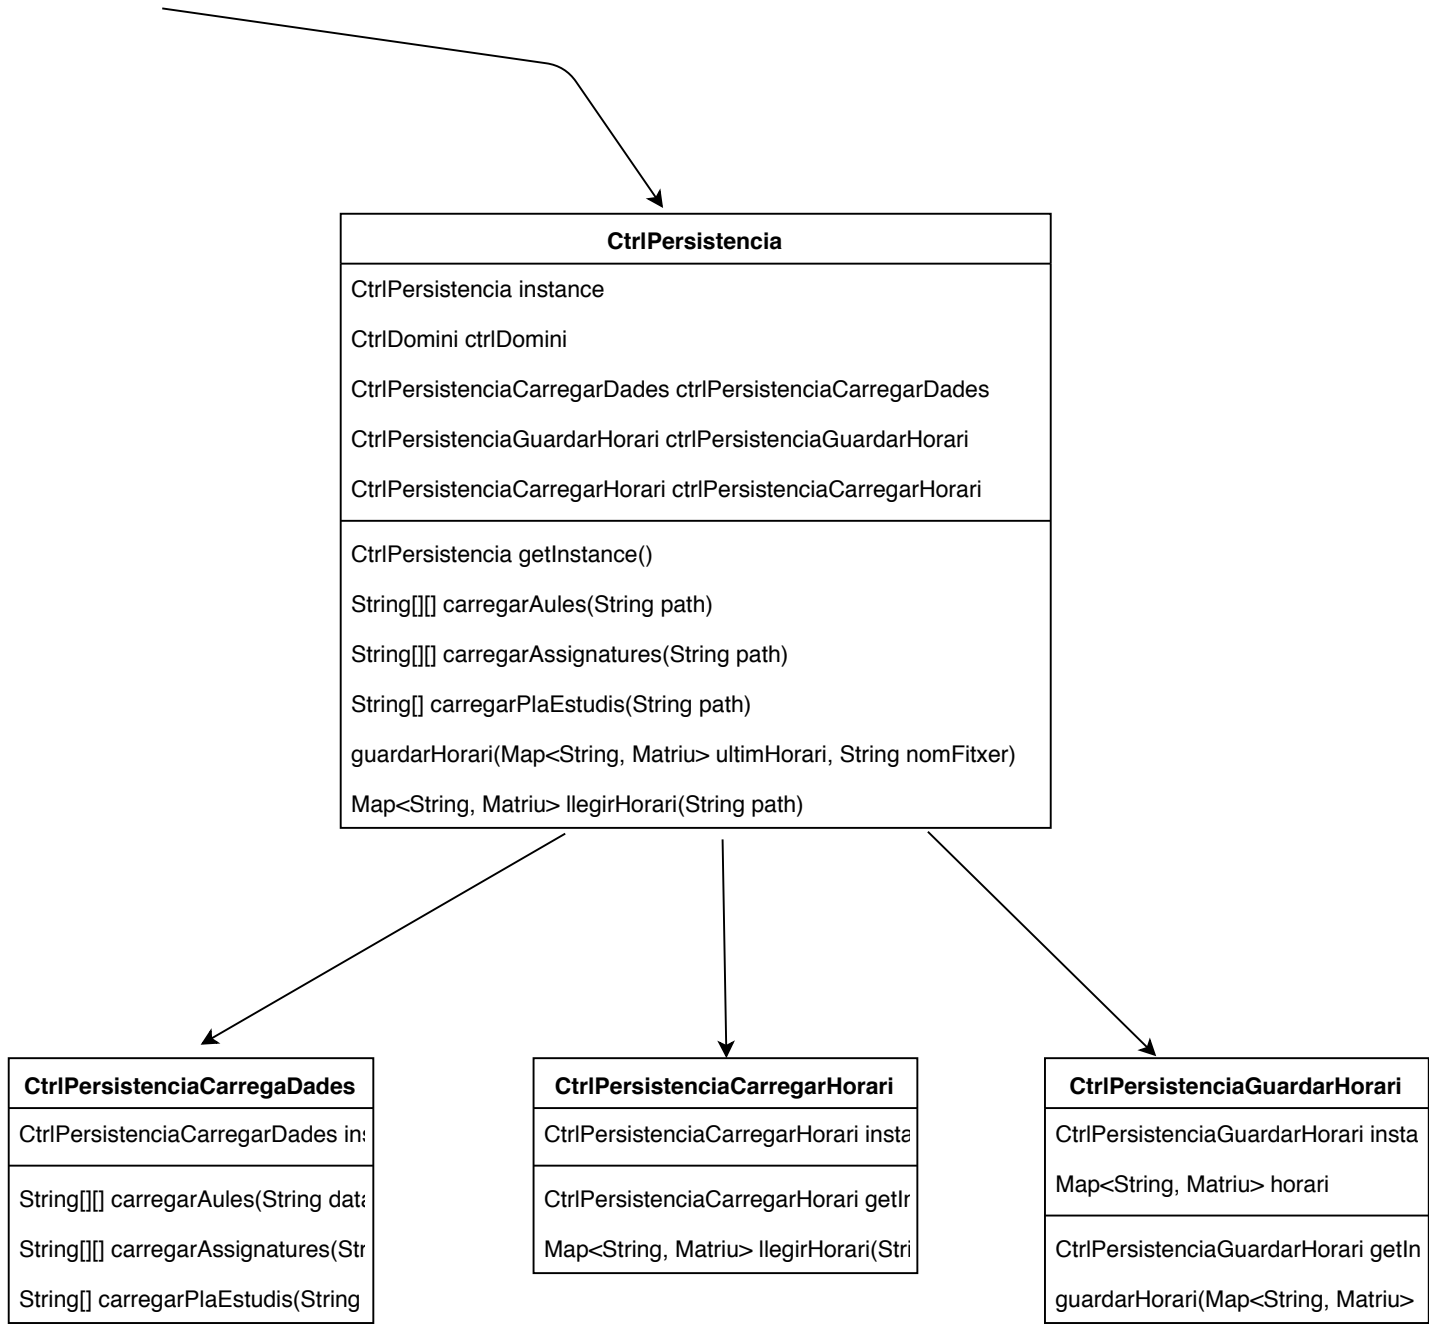 CtrlPersistencia
CtrlPersistencia instance
CtrlDomini ctrlDomini
CtrlPersistenciaCarregarDades ctrlPersistenciaCarregarDades
CtrlPersistenciaGuardarHorari ctrlPersistenciaGuardarHorari
CtrlPersistenciaCarregarHorari ctrlPersistenciaCarregarHorari
CtrlPersistencia getInstance()
String[][] carregarAules(String path)
String[][] carregarAssignatures(String path)
String[] carregarPlaEstudis(String path)
guardarHorari(Map<String, Matriu> ultimHorari, String nomFitxer)
Map<String, Matriu> llegirHorari(String path)
CtrlPersistenciaCarregaDades
CtrlPersistenciaCarregarDades
String[][] carregarAules(String
String[][] carregarAssignatures(Str
String[] carregarPlaEstudis(String
CtrlPersistenciaCarregarHorari
CtrlPersistenciaCarregarHorari insta
CtrlPersistenciaCarregarHorari
Map<String, Matriu> llegirHorari(Stri
CtrlPersistenciaGuardarHorari
CtrlPersistenciaGuardarHorari insta
Map<String, Matriu> horari
CtrlPersistenciaGuardarHorari getIn
guardarHorari(Map<String, Matriu>